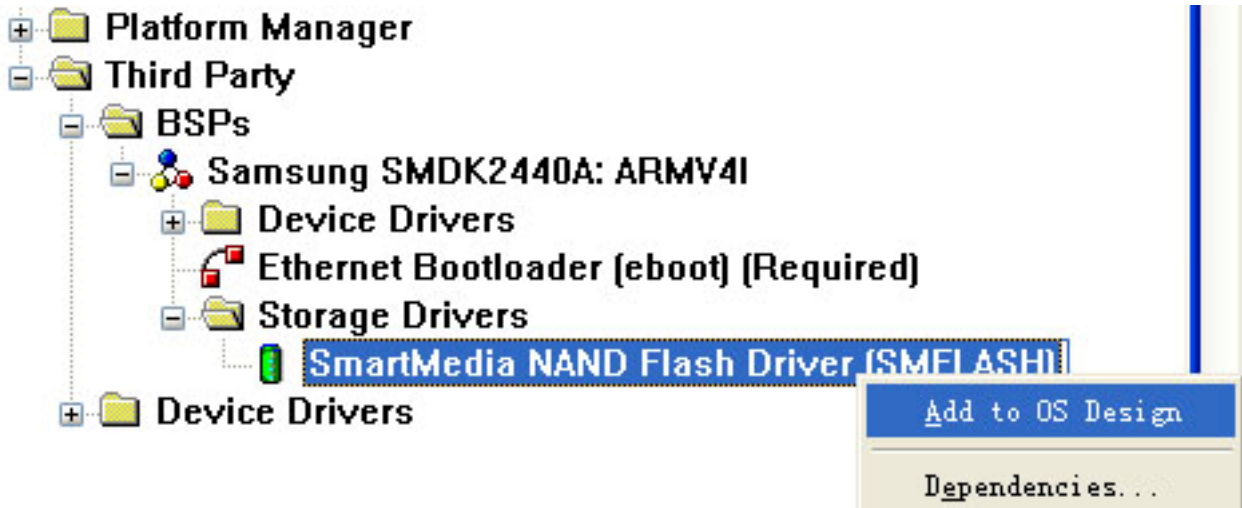 Platform Manager
Third Party
BSPs
Samsung SMDK2440A: ARMV4I
Device Drivers
Ethernet Bootloader (eboot) (Required)
Storage Drivers
SmartMedia NAND Flash Driver (SMFLASH)
Device Drivers
Add to OS Design
Dependencies...